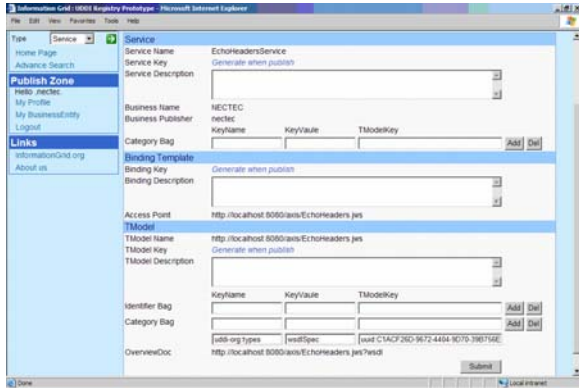 Information Grid : UDDI Registry Prototype - Microsoft Internet Explorer
File Edit View Favorites Tools Help
Type Service
Home Page
Advance Search
Publish Zone
Hello ,nectec.
My Profile
My BusinessEntity
Logout
Links
InformationGrid.org
About us
Service
Service Name EchoHeadersService
Service Key Generate when publish
Service Description
Business Name NECTEC
Business Publisher nectec
KeyName KeyVaule TModelKey
Category Bag Add Del
Binding Template
Binding Key Generate when publish
Binding Description
Access Point http://localhost:8080/axis/EchoHeaders.jws
TModel
TModel Name http://localhost:8080/axis/EchoHeaders.jws
TModel Key Generate when publish
TModel Description
KeyName KeyVaule TModelKey
Identifier Bag Add Del
Category Bag Add Del
uddi-org:types wsdlSpec uuid:C1ACF26D-9672-4404-9D70-39B756E
OverviewDoc http://localhost:8080/axis/EchoHeaders.jws?wsdl
Submit
Done Local intranet